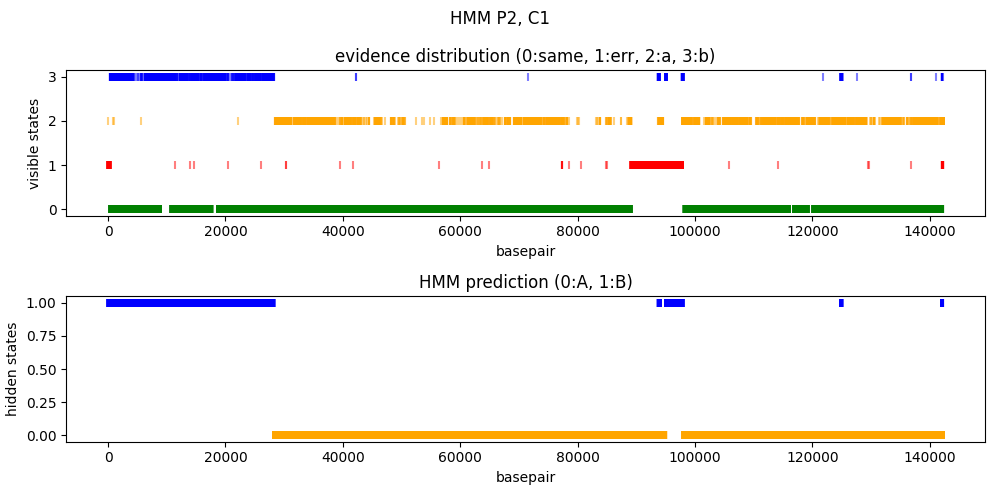 HMM P2, C1
evidence distribution (0:same, 1:err, 2:a, 3:b)
visible states
3
2
1
0
0 20000 40000 60000 80000 100000 120000 140000
basepair
HMM prediction (0:A, 1:B)
hidden states
1.00
0.75
0.50
0.25
0.00
0 20000 40000 60000 80000 100000 120000 140000
basepair